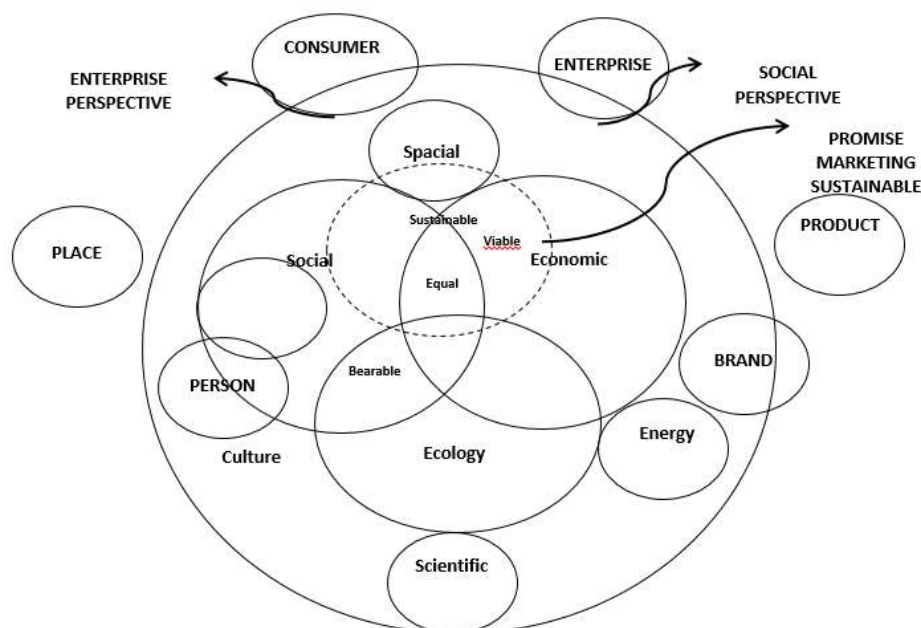 CONSUMER
ENTERPRISE
ENTERPRISE
PERSPECTIVE
SOCIAL
PERSPECTIVE
PROMISE
MARKETING
SUSTAINABLE
Spacial
PRODUCT
PLACE
Sustainable
Viable
Social
Economic
Equal
BRAND
Bearable
PERSON
Energy
Culture
Ecology
Scientific